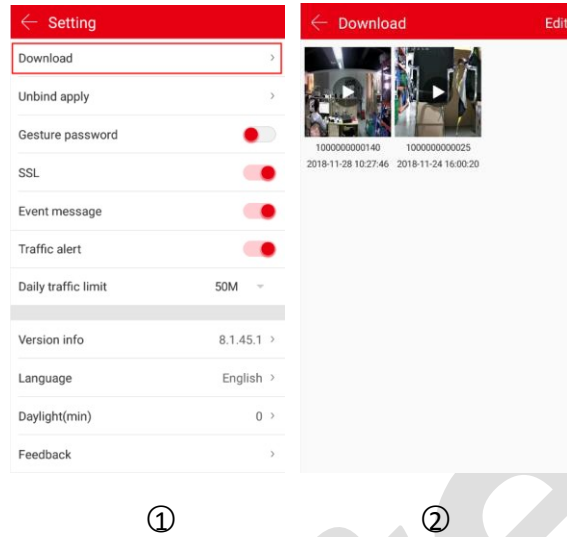 Setting
Download
Unbind apply
Gesture password
SSL
Event message
Traffic alert
Daily traffic limit 50M
Version info 8.1.45.1
Language English
Daylight(min) 0
Feedback
①
Download Edit
1000000000140 1000000000025
2018-11-28 10:27:46 2018-11-24 16:00:20
②